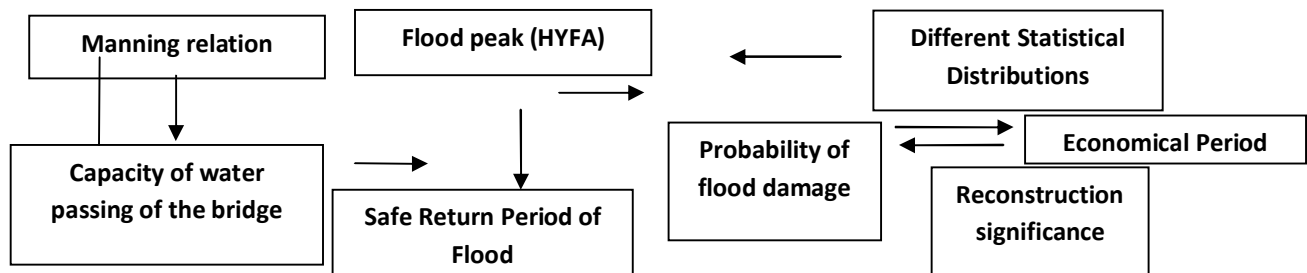 Manning relation
Flood peak (HYFA)
Different Statistical
Distributions
Capacity of water
passing of the bridge
Safe Return Period of
Flood
Probability of
flood damage
Economical Period
Reconstruction
significance